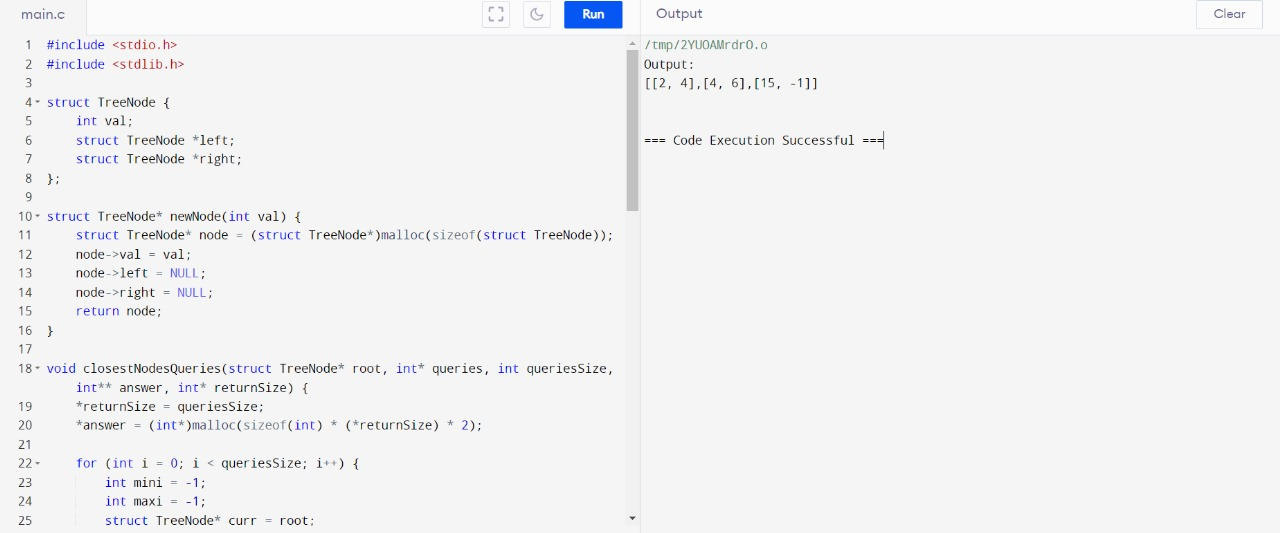 main.c
Run
Output
Clear
1 #include <stdio.h>
2 #include <stdlib.h>
3
4 struct TreeNode {
5     int val;
6     struct TreeNode *left;
7     struct TreeNode *right;
8 };
9
10 struct TreeNode* newNode(int val) {
11     struct TreeNode* node = (struct TreeNode*)malloc(sizeof(struct TreeNode));
12     node->val = val;
13     node->left = NULL;
14     node->right = NULL;
15     return node;
16 }
17
18 void closestNodesQueries(struct TreeNode* root, int* queries, int queriesSize,
    int** answer, int* returnSize) {
19     *returnSize = queriesSize;
20     *answer = (int*)malloc(sizeof(int) * (*returnSize) * 2);
21
22     for (int i = 0; i < queriesSize; i++) {
23         int mini = -1;
24         int maxi = -1;
25         struct TreeNode* curr = root;
/tmp/2YUOAMrdrO.o
Output:
[[2, 4],[4, 6],[15, -1]]
=== Code Execution Successful ===